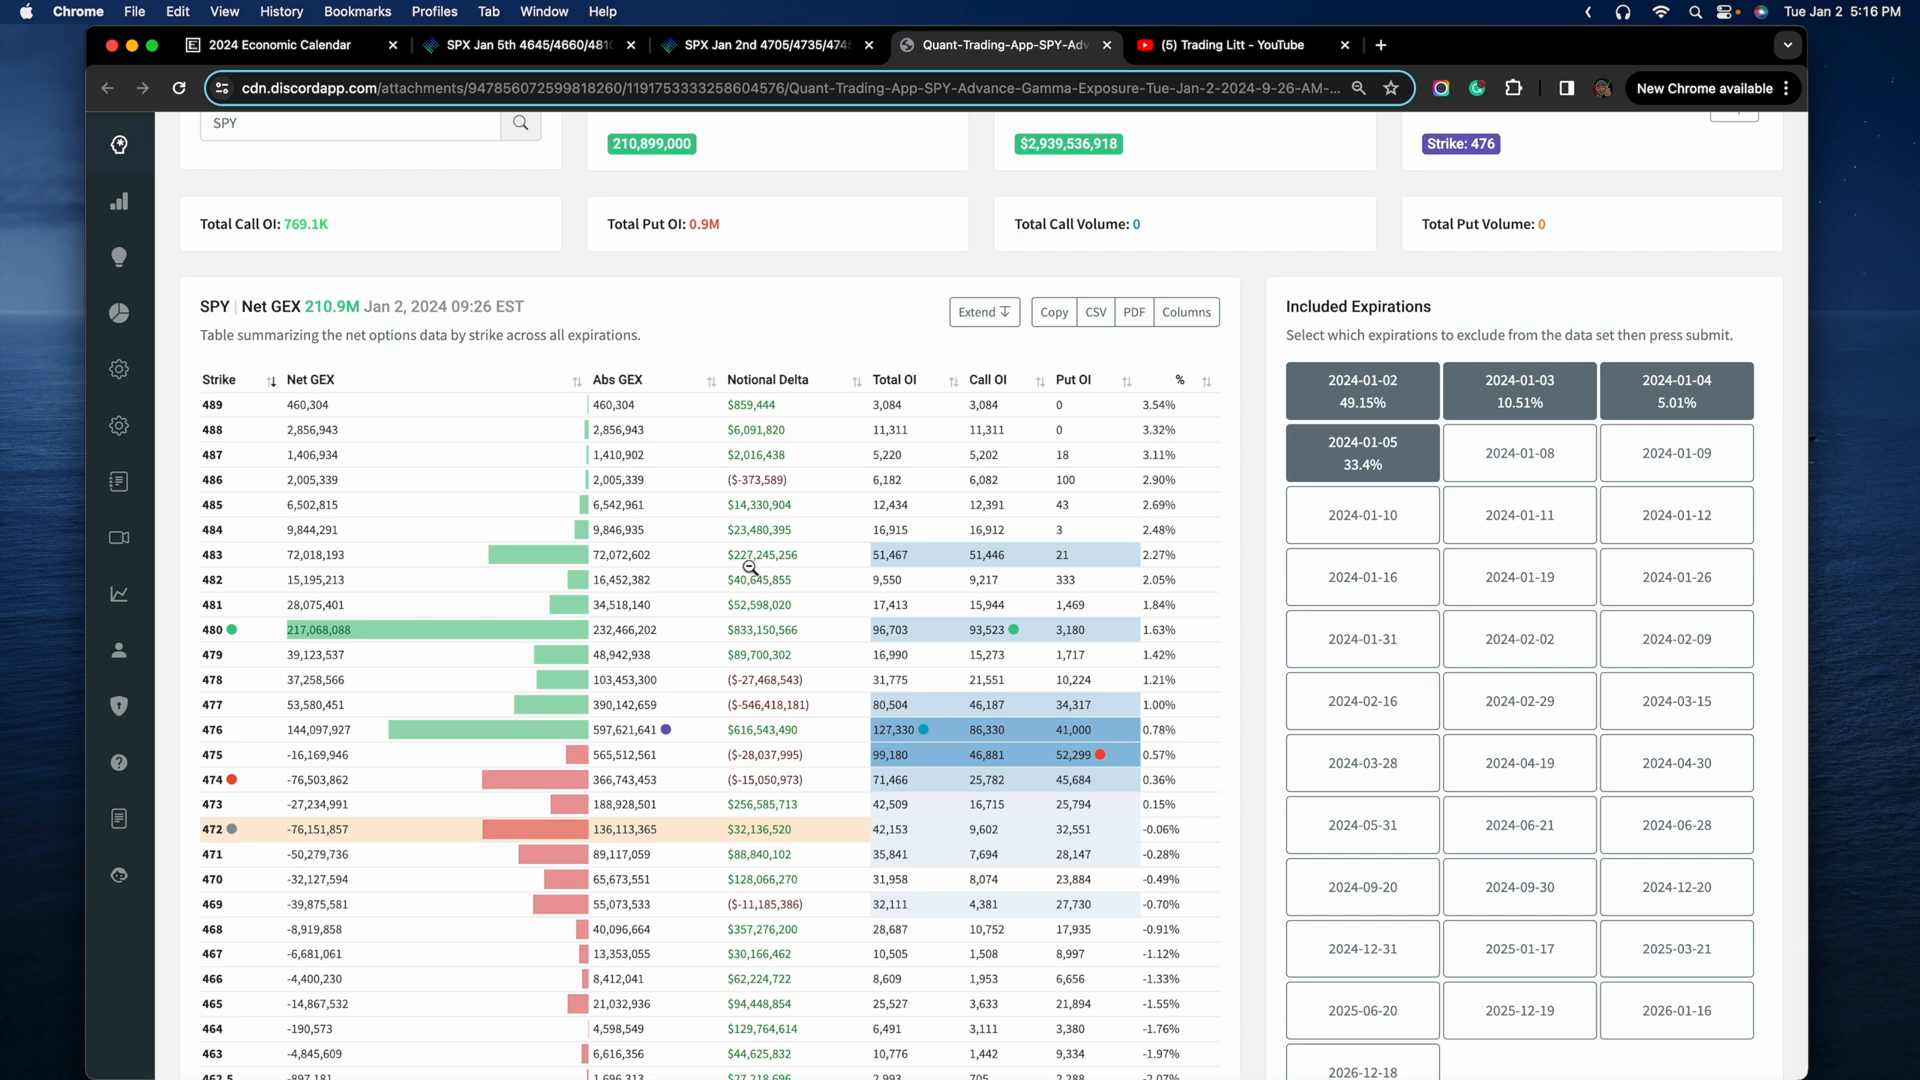 Chrome File Edit View History Bookmarks Profiles Tab Window Help Tue Jan 2 5:16 PM
2024 Economic Calendar SPX Jan 5th 4645/4660/481 SPX Jan 2nd 4705/4735/474 Quant-Trading-App-SPY-Adv (5) Trading Litt - YouTube
cdn.discordapp.com/attachments/947856072599818260/1191753333258604576/Quant-Trading-App-SPY-Advance-Gamma-Exposure-Tue-Jan-2-2024-9-26-AM-... New Chrome available
SPY
210,899,000
$2,939,536,918
Strike: 476
Total Call OI: 769.1K
Total Put OI: 0.9M
Total Call Volume: 0
Total Put Volume: 0
SPY | Net GEX 210.9M Jan 2, 2024 09:26 EST
Table summarizing the net options data by strike across all expirations.
Extend Copy CSV PDF Columns
Strike Net GEX Abs GEX Notional Delta Total OI Call OI Put OI %
489 460,304 460,304 $859,444 3,084 3,084 0 3.54%
488 2,856,943 2,856,943 $6,091,820 11,311 11,311 0 3.32%
487 1,406,934 1,410,902 $2,016,438 5,220 5,202 18 3.11%
486 2,005,339 2,005,339 ($-373,589) 6,182 6,082 100 2.90%
485 6,502,815 6,542,961 $14,330,904 12,434 12,391 43 2.69%
484 9,844,291 9,846,935 $23,480,395 16,915 16,912 3 2.48%
483 72,018,193 72,072,602 $227,245,256 51,467 51,446 21 2.27%
482 15,195,213 16,452,382 $40,645,855 9,550 9,217 333 2.05%
481 28,075,401 34,518,140 $52,598,020 17,413 15,944 1,469 1.84%
480 217,068,088 232,466,202 $833,150,566 96,703 93,523 3,180 1.63%
479 39,123,537 48,942,938 $89,700,302 16,990 15,273 1,717 1.42%
478 37,258,566 103,453,300 ($-27,468,543) 31,775 21,551 10,224 1.21%
477 53,580,451 390,142,659 ($-546,418,181) 80,504 46,187 34,317 1.00%
476 144,097,927 597,621,641 $616,543,490 127,330 86,330 41,000 0.78%
475 -16,169,946 565,512,561 ($-28,037,995) 99,180 46,881 52,299 0.57%
474 -76,503,862 366,743,453 ($-15,050,973) 71,466 25,782 45,684 0.36%
473 -27,234,991 188,928,501 $256,585,713 42,509 16,715 25,794 0.15%
472 -76,151,857 136,113,365 $32,136,520 42,153 9,602 32,551 -0.06%
471 -50,279,736 89,117,059 $88,840,102 35,841 7,694 28,147 -0.28%
470 -32,127,594 65,673,551 $128,066,270 31,958 8,074 23,884 -0.49%
469 -39,875,581 55,073,533 ($-11,185,386) 32,111 4,381 27,730 -0.70%
468 -8,919,858 40,096,664 $357,276,200 28,687 10,752 17,935 -0.91%
467 -6,681,061 13,353,055 $30,166,462 10,505 1,508 8,997 -1.12%
466 -4,400,230 8,412,041 $62,224,722 8,609 1,953 6,656 -1.33%
465 -14,867,532 21,032,936 $94,448,854 25,527 3,633 21,894 -1.55%
464 -190,573 4,598,549 $129,764,614 6,491 3,111 3,380 -1.76%
463 -4,845,609 6,616,356 $44,625,832 10,776 1,442 9,334 -1.97%
462.5 -897,181 1,696,313 $27,218,696 2,993 705 2,288 -2.07%
Included Expirations
Select which expirations to exclude from the data set then press submit.
2024-01-02 2024-01-03 2024-01-04
49.15% 10.51% 5.01%
2024-01-05 2024-01-08 2024-01-09
33.4%
2024-01-10 2024-01-11 2024-01-12
2024-01-16 2024-01-19 2024-01-26
2024-01-31 2024-02-02 2024-02-09
2024-02-16 2024-02-29 2024-03-15
2024-03-28 2024-04-19 2024-04-30
2024-05-31 2024-06-21 2024-06-28
2024-09-20 2024-09-30 2024-12-20
2024-12-31 2025-01-17 2025-03-21
2025-06-20 2025-12-19 2026-01-16
2026-12-18